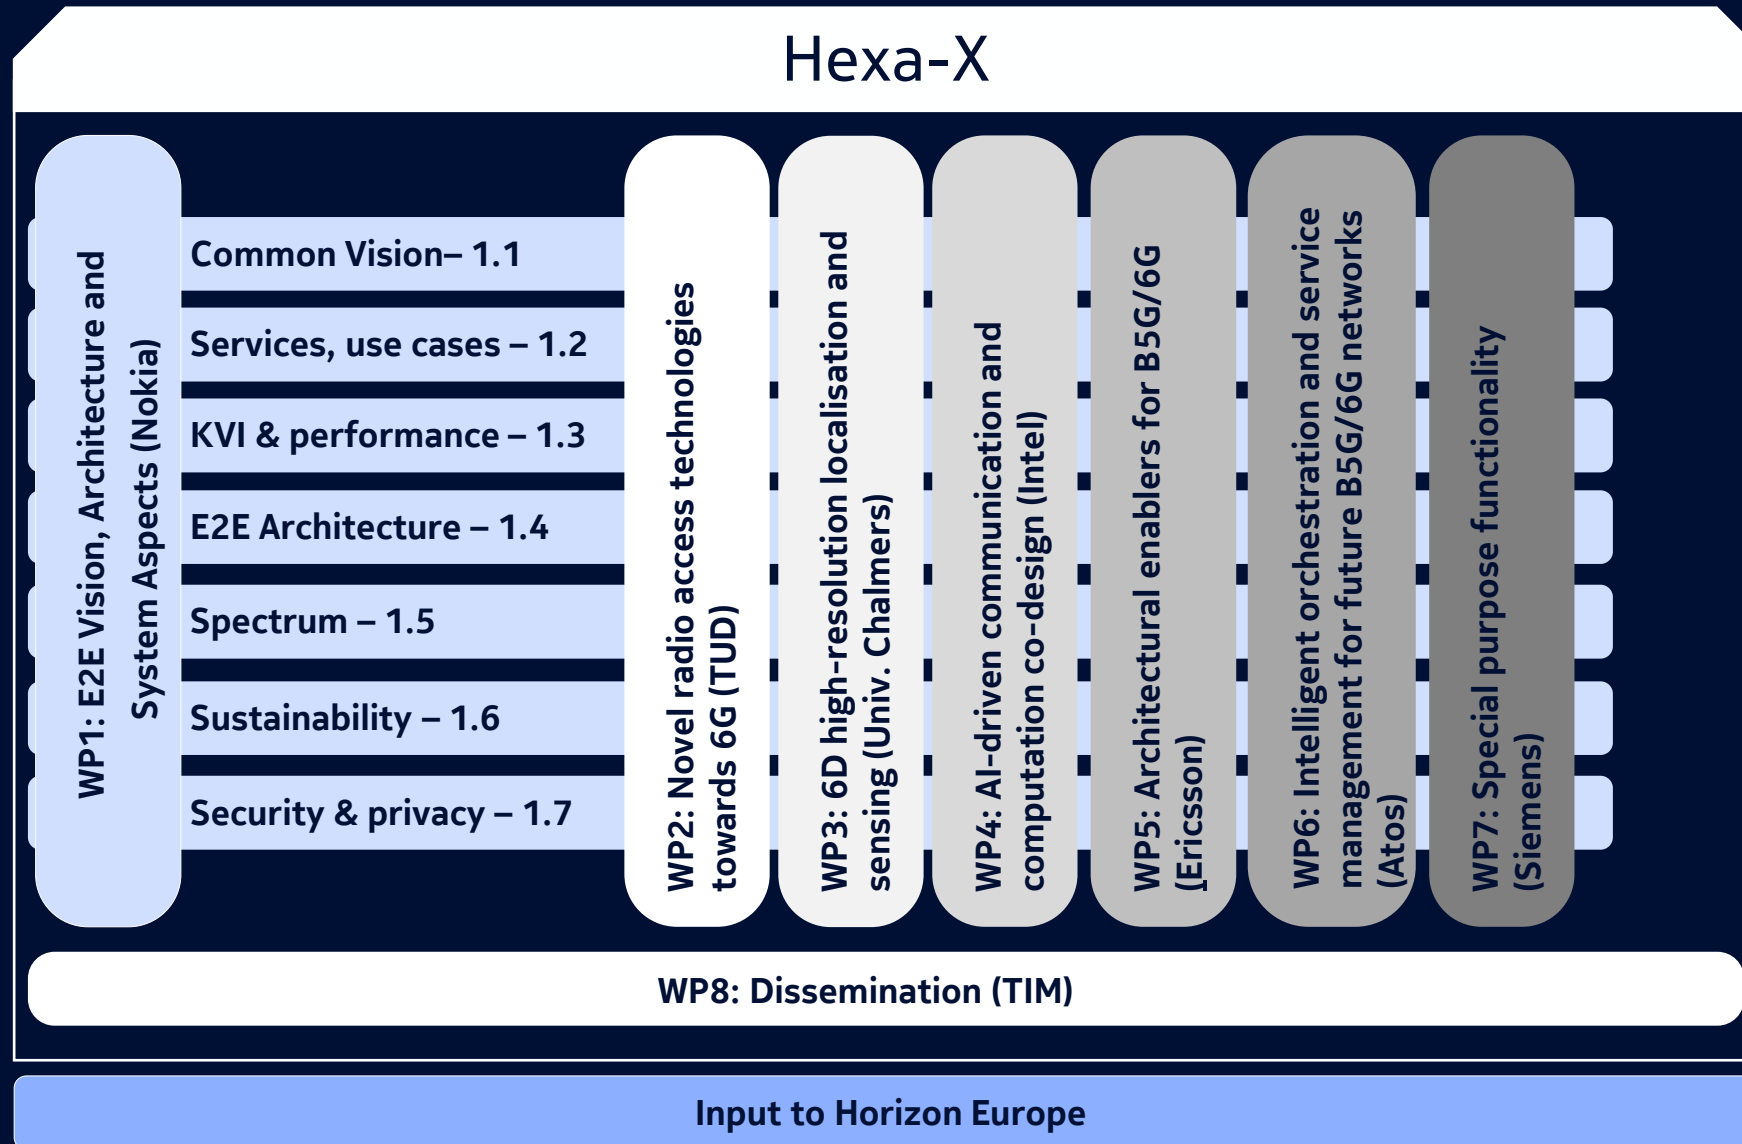 Hexa-X
WP1: E2E Vision, Architecture and
System Aspects (Nokia)
Common Vision– 1.1
Services, use cases – 1.2
KVI & performance – 1.3
E2E Architecture – 1.4
Spectrum – 1.5
Sustainability – 1.6
Security & privacy – 1.7
WP2: Novel radio access technologies
towards 6G (TUD)
WP3: 6D high-resolution localisation and
sensing (Univ. Chalmers)
WP4: AI-driven communication and
computation co-design (Intel)
WP5: Architectural enablers for B5G/6G
(Ericsson)
WP6: Intelligent orchestration and service
management for future B5G/6G networks
(Atos)
WP7: Special purpose functionality
(Siemens)
WP8: Dissemination (TIM)
Input to Horizon Europe